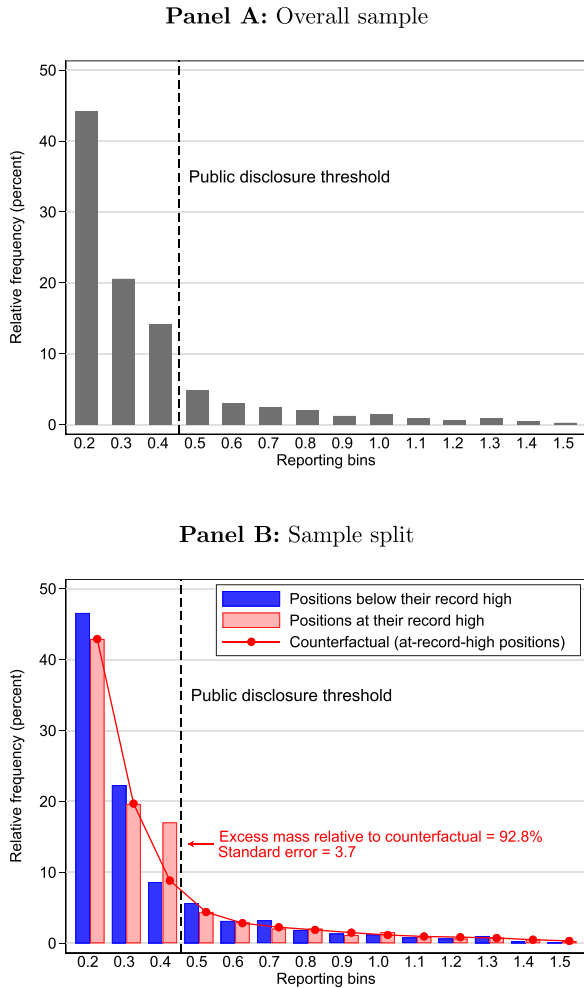 Panel A: Overall sample
50
40
30
20
10
0
Relative frequency (percent)
Public disclosure threshold
0.2 0.3 0.4 0.5 0.6 0.7 0.8 0.9 1.0 1.1 1.2 1.3 1.4 1.5
Reporting bins
Panel B: Sample split
50
40
30
20
10
0
Relative frequency (percent)
Positions below their record high
Positions at their record high
Counterfactual (at-record-high positions)
Public disclosure threshold
Excess mass relative to counterfactual = 92.8%
Standard error = 3.7
0.2 0.3 0.4 0.5 0.6 0.7 0.8 0.9 1.0 1.1 1.2 1.3 1.4 1.5
Reporting bins